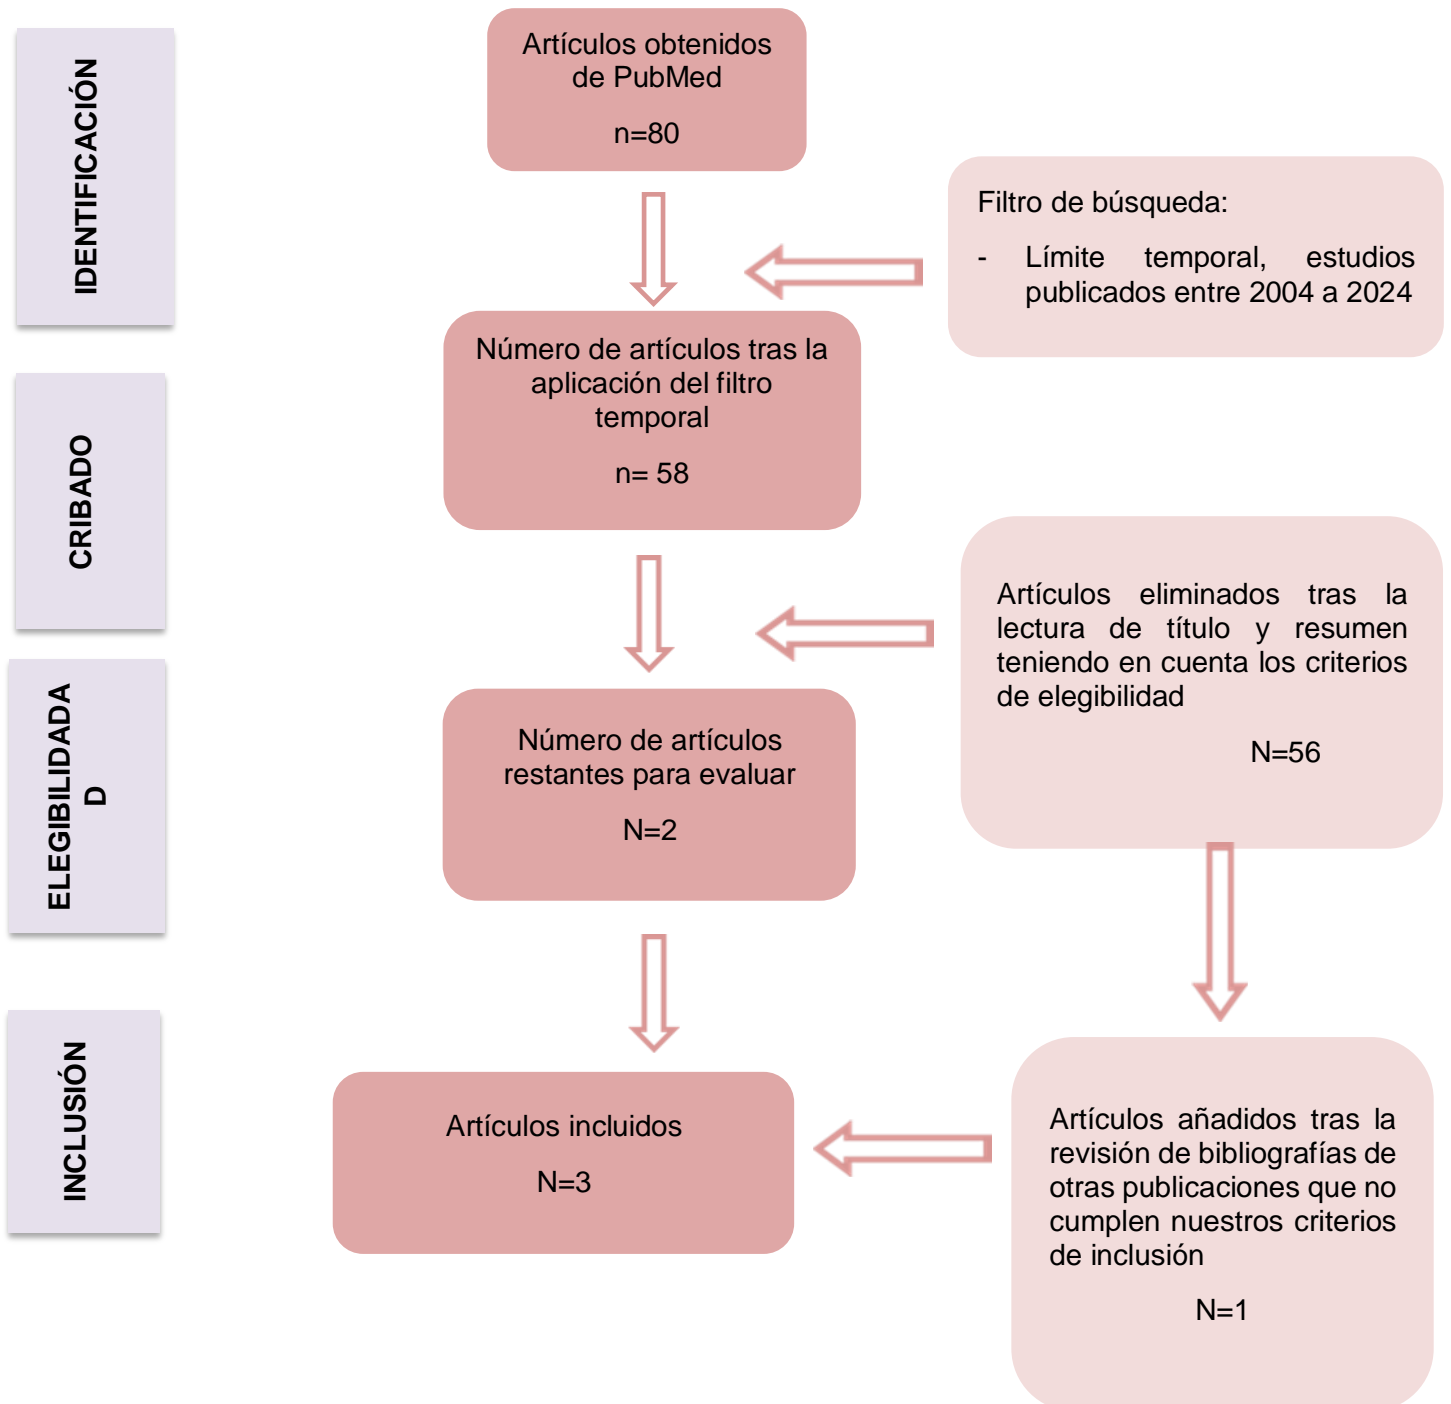 IDENTIFICACIÓN
Artículos obtenidos
de PubMed
n=80
Filtro de búsqueda:
- Límite temporal, estudios
publicados entre 2004 a 2024
Número de artículos tras la
aplicación del filtro
temporal
n= 58
CRIBADO
Artículos eliminados tras la
lectura de título y resumen
teniendo en cuenta los criterios
de elegibilidad
N=56
ELEGIBILIDADA
D
Número de artículos
restantes para evaluar
N=2
INCLUSIÓN
Artículos incluidos
N=3
Artículos añadidos tras la
revisión de bibliografías de
otras publicaciones que no
cumplen nuestros criterios
de inclusión
N=1